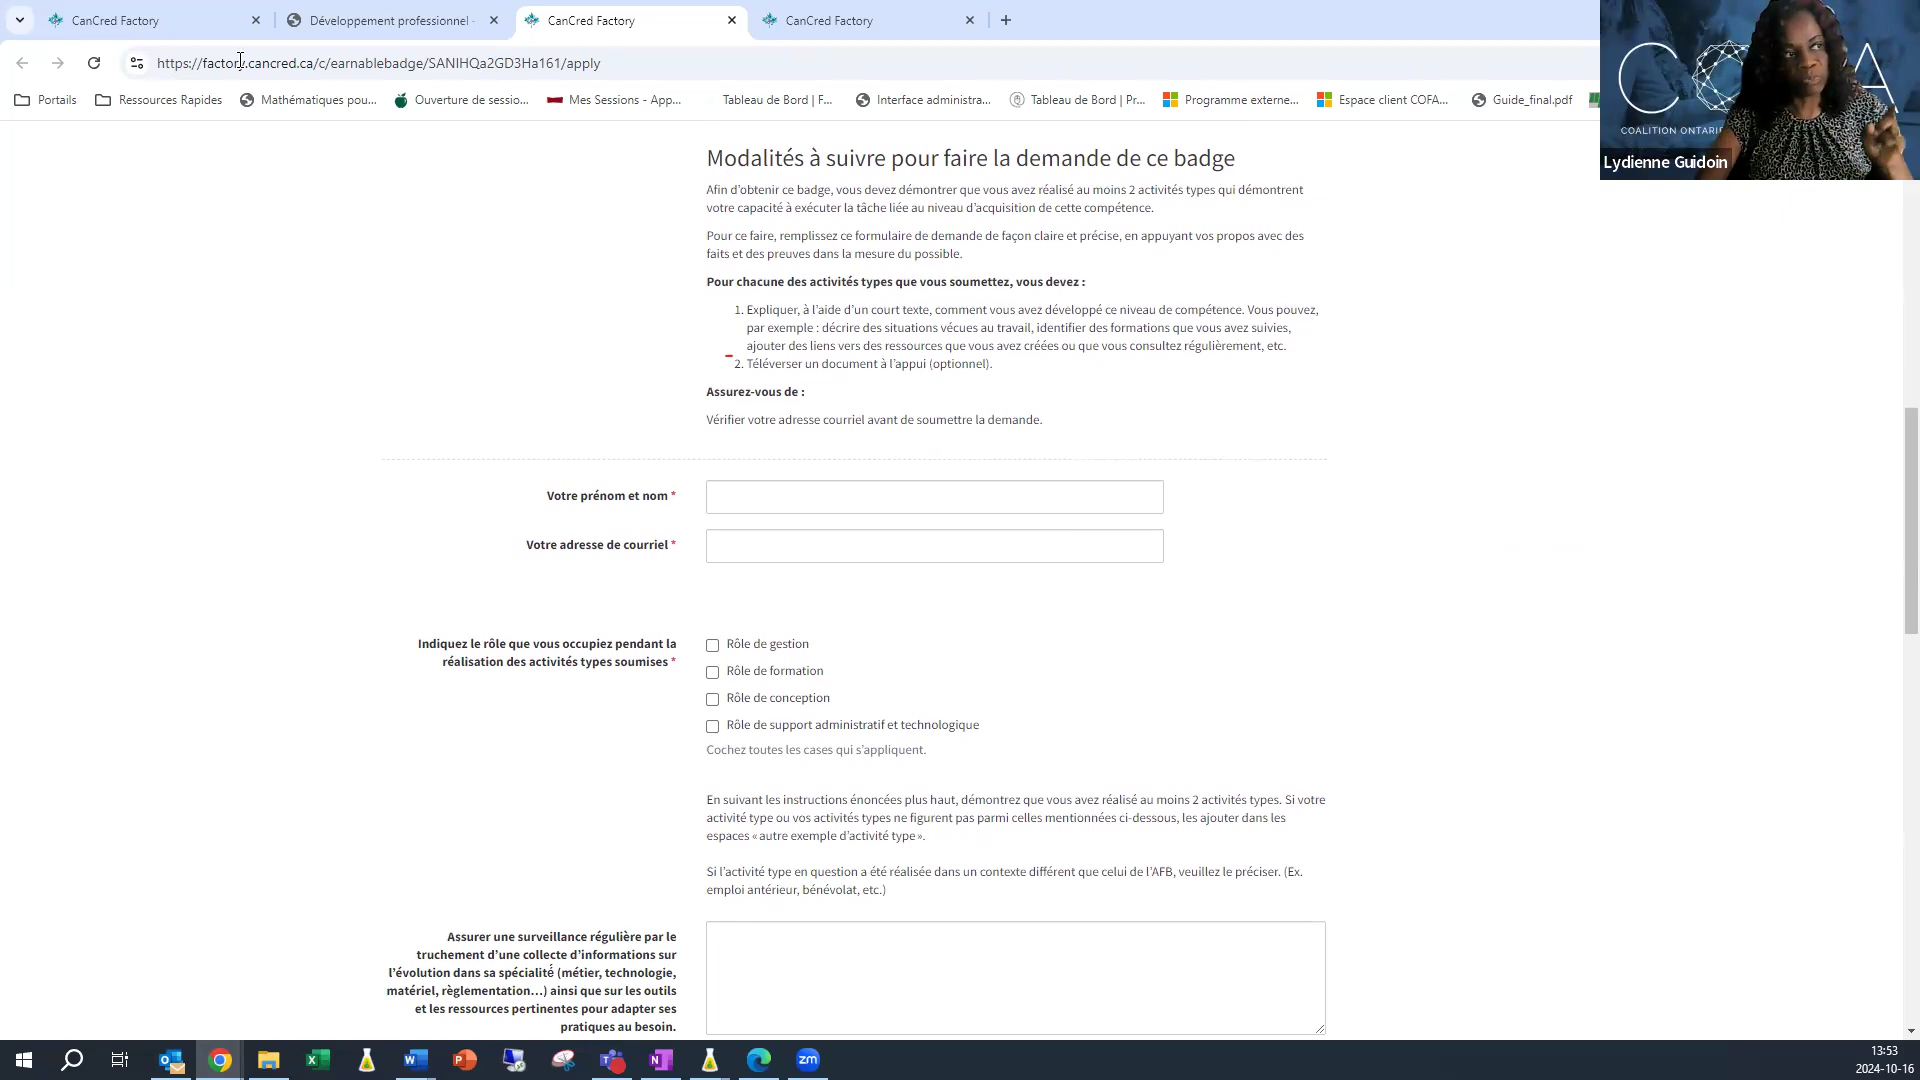 CanCred Factory
Développement professionnel
CanCred Factory
CanCred Factory
https://factory.cancred.ca/c/earnablebadge/SANIHQa2GD3Ha161/apply
Portails
Ressources Rapides
Mathématiques pou...
Ouverture de sessio...
Mes Sessions - App...
Tableau de Bord | F...
Interface administra...
Tableau de Bord | Pr...
Programme externe...
Espace client COFA...
Guide_final.pdf
Lydienne Guidoin
Modalités à suivre pour faire la demande de ce badge
Afin d’obtenir ce badge, vous devez démontrer que vous avez réalisé au moins 2 activités types qui démontrent
votre capacité à exécuter la tâche liée au niveau d’acquisition de cette compétence.
Pour ce faire, remplissez ce formulaire de demande de façon claire et précise, en appuyant vos propos avec des
faits et des preuves dans la mesure du possible.
Pour chacune des activités types que vous soumettez, vous devez :
1. Expliquer, à l’aide d’un court texte, comment vous avez développé ce niveau de compétence. Vous pouvez,
par exemple : décrire des situations vécues au travail, identifier des formations que vous avez suivies,
ajouter des liens vers des ressources que vous avez créées ou que vous consultez régulièrement, etc.
2. Téléverser un document à l’appui (optionnel).
Assurez-vous de :
Vérifier votre adresse courriel avant de soumettre la demande.
Votre prénom et nom *
Votre adresse de courriel *
Indiquez le rôle que vous occupiez pendant la
réalisation des activités types soumises *
Rôle de gestion
Rôle de formation
Rôle de conception
Rôle de support administratif et technologique
Cochez toutes les cases qui s’appliquent.
En suivant les instructions énoncées plus haut, démontrez que vous avez réalisé au moins 2 activités types. Si votre
activité type ou vos activités types ne figurent pas parmi celles mentionnées ci-dessous, les ajouter dans les
espaces « autre exemple d’activité type ».
Si l’activité type en question a été réalisée dans un contexte différent que celui de l’AFB, veuillez le préciser. (Ex.
emploi antérieur, bénévolat, etc.)
Assurer une surveillance régulière par le
truchement d’une collecte d’informations sur
l’évolution dans sa spécialité (métier, technologie,
matériel, règlementation…) ainsi que sur les outils
et les ressources pertinentes pour adapter ses
pratiques au besoin.
zm
13:53
2024-10-16